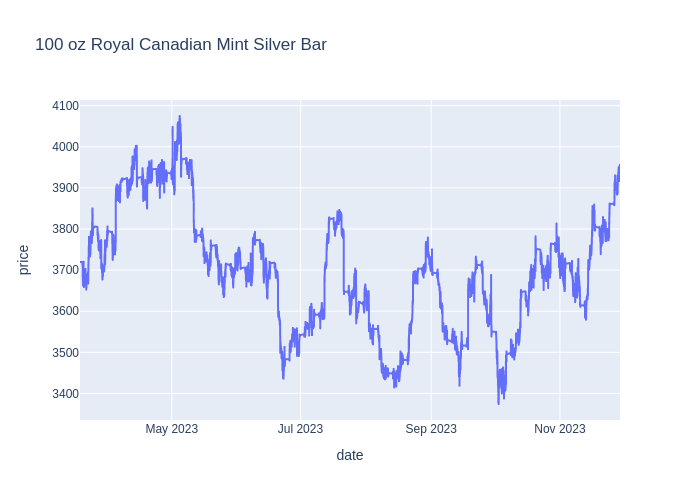 100 oz Royal Canadian Mint Silver Bar
4100
4000
3900
3800
3700
3600
3500
3400
price
May 2023
Jul 2023
Sep 2023
Nov 2023
date